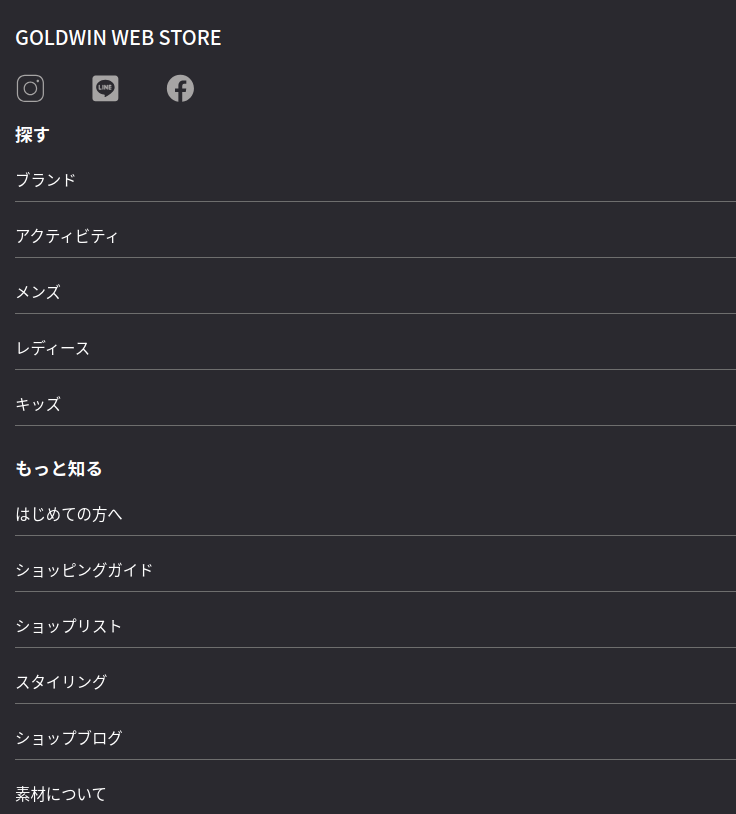 GOLDWIN WEB STORE
LINE
探す
ブランド
アクティビティ
メンズ
レディース
キッズ
もっと知る
はじめての方へ
ショッピングガイド
ショップリスト
スタイリング
ショップブログ
素材について